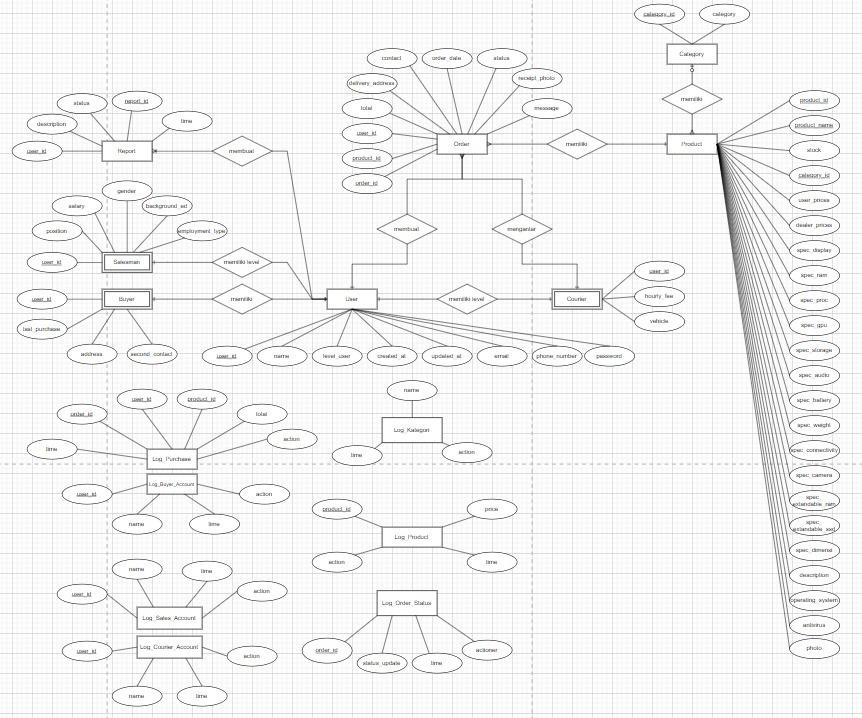 category_id
category
Category
memiliki
contact
order_date
status
receipt_photo
delivery_address
message
total
user_id
product_id
order_id
Order
memiliki
Product
status
report_id
time
description
user_id
Report
membuat
gender
salary
background_ed
position
employment_type
user_id
Salesman
memiliki level
membuat
mengantar
user_id
last_purchase
Buyer
memiliki
address
second_contact
User
memiliki level
Courier
user_id
hourly_fee
vehicle
user_id
name
level_user
created_at
updated_at
email
phone_number
password
product_id
product_name
stock
category_id
user_prices
dealer_prices
spec_display
spec_ram
spec_proc
spec_gpu
spec_storage
spec_audio
spec_battery
spec_weight
spec_connectivity
spec_camera
spec_
extandable_ram
spec_
extandable_ssd
spec_dimensi
description
operating_system
antivirus
photo
user_id
product_id
order_id
total
time
action
Log_Purchase
name
Log_Kategori
time
action
Log_Buyer_Account
user_id
action
name
time
product_id
price
Log_Product
action
time
name
time
user_id
action
Log_Sales_Account
Log_Order_Status
order_id
status_update
time
actioner
Log_Courier_Account
user_id
action
name
time